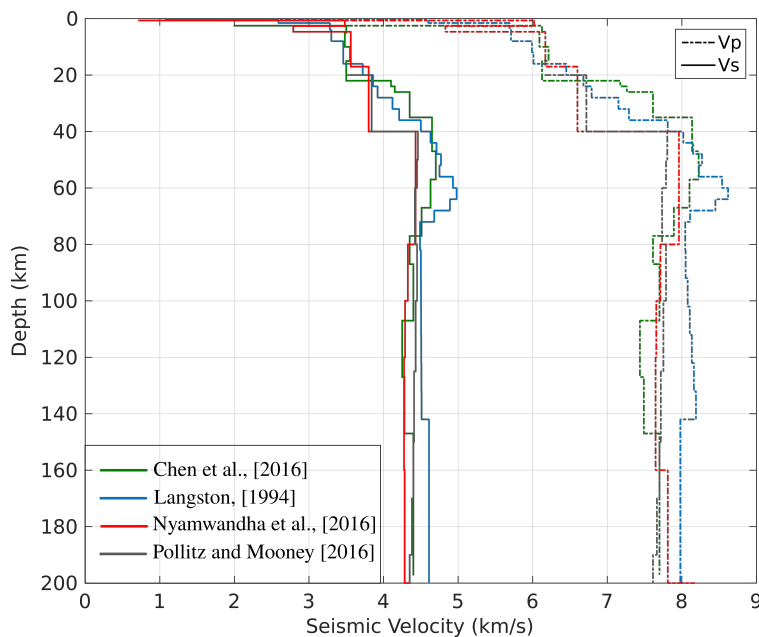 0
20
40
60
80
100
120
140
160
180
200
Depth (km)
Vp
Vs
Chen et al., [2016]
Langston, [1994]
Nyamwandha et al., [2016]
Pollitz and Mooney [2016]
0 1 2 3 4 5 6 7 8 9
Seismic Velocity (km/s)